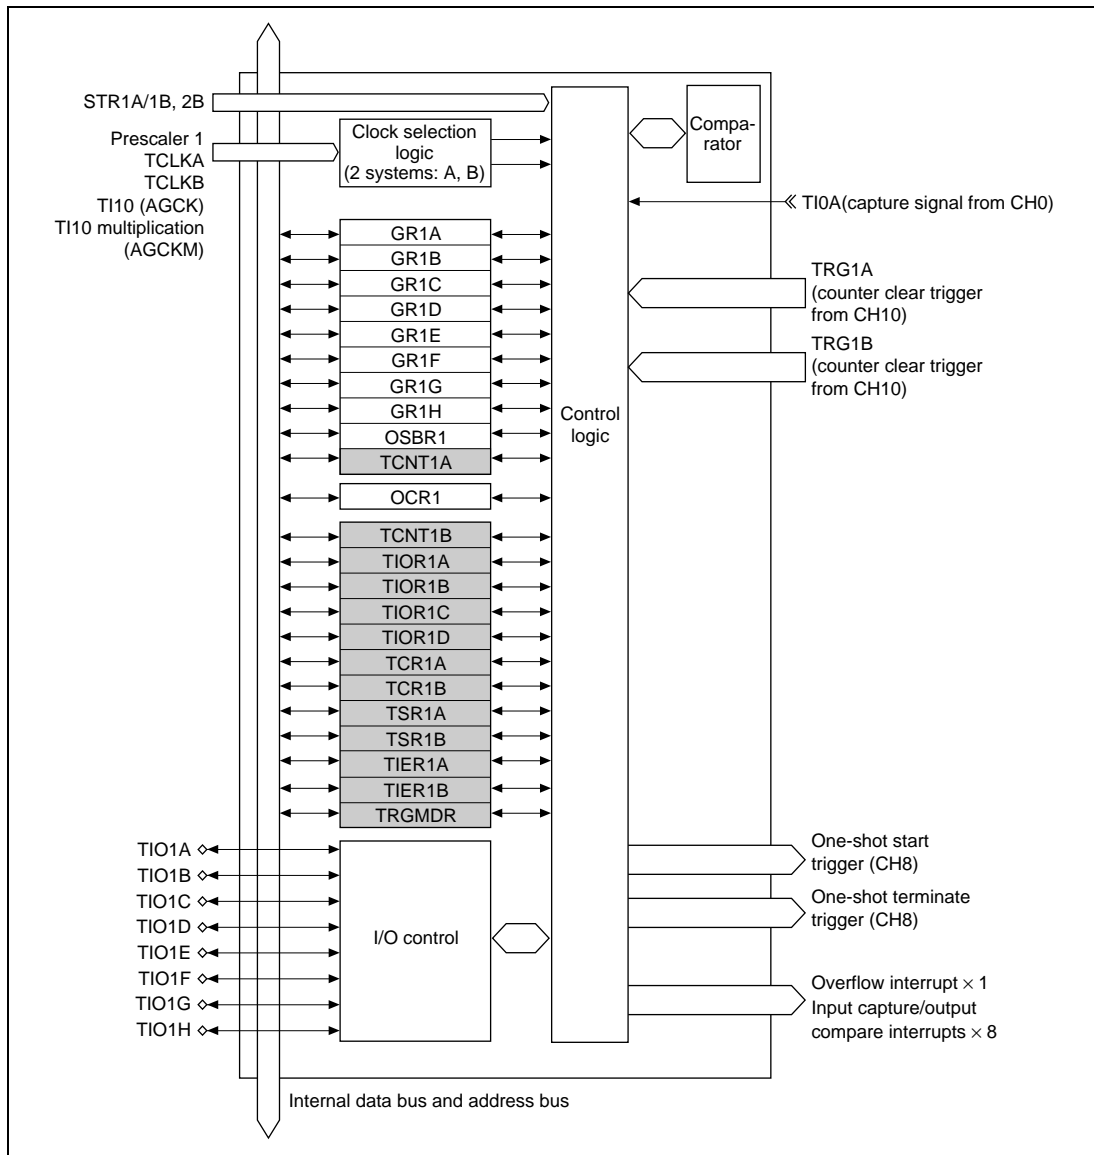 STR1A/1B, 2B
Prescaler 1
TCLKA
TCLKB
TI10 (AGCK)
TI10 multiplication
(AGCKM)
Clock selection
logic
(2 systems: A, B)
Compa-
rator
TI0A(capture signal from CH0)
TRG1A
(counter clear trigger
from CH10)
TRG1B
(counter clear trigger
from CH10)
GR1A
GR1B
GR1C
GR1D
GR1E
GR1F
GR1G
GR1H
OSBR1
TCNT1A
OCR1
TCNT1B
TIOR1A
TIOR1B
TIOR1C
TIOR1D
TCR1A
TCR1B
TSR1A
TSR1B
TIER1A
TIER1B
TRGMDR
Control
logic
TIO1A
TIO1B
TIO1C
TIO1D
TIO1E
TIO1F
TIO1G
TIO1H
I/O control
One-shot start
trigger (CH8)
One-shot terminate
trigger (CH8)
Overflow interrupt × 1
Input capture/output
compare interrupts × 8
Internal data bus and address bus